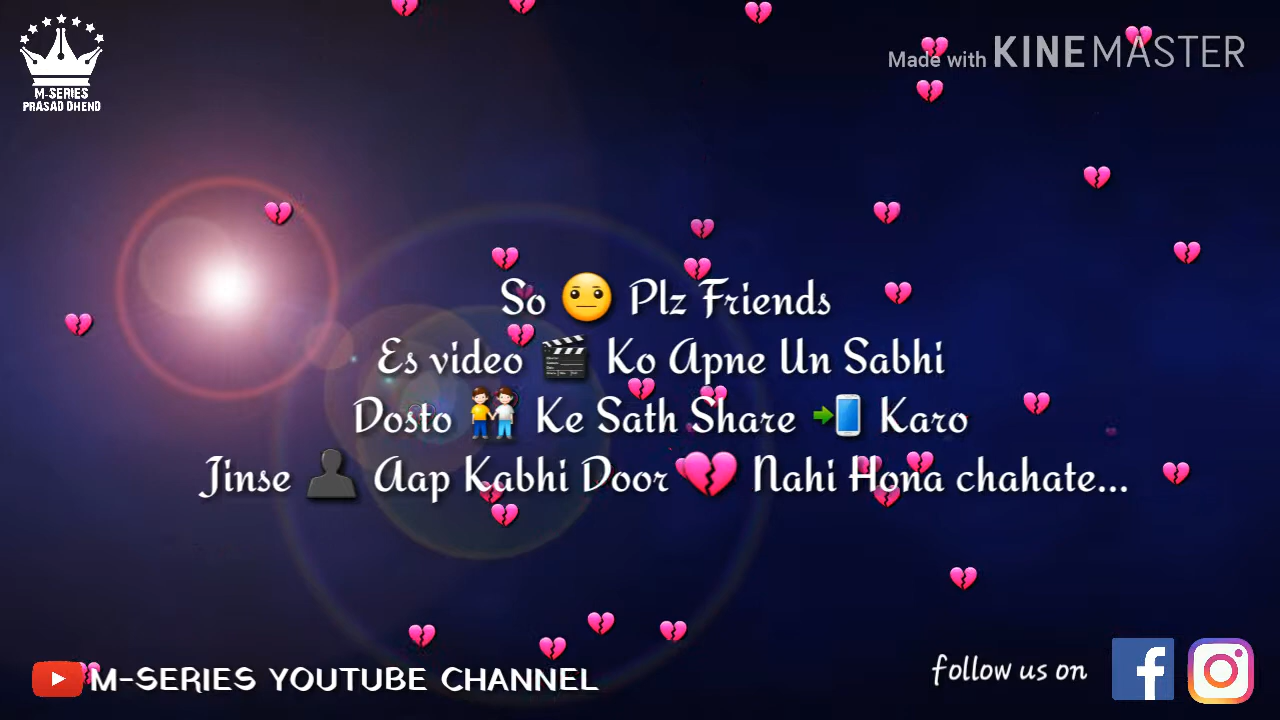 M-SERIES
PRASAD DHEND
Made with KINEMASTER
So 😐 Plz Friends
Es video 🎬 Ko Apne Un Sabhi
Dosto 👫 Ke Sath Share 📲 Karo
Jinse 👤 Aap Kabhi Door 💔 Nahi Hona chahate...
M-SERIES YOUTUBE CHANNEL
follow us on